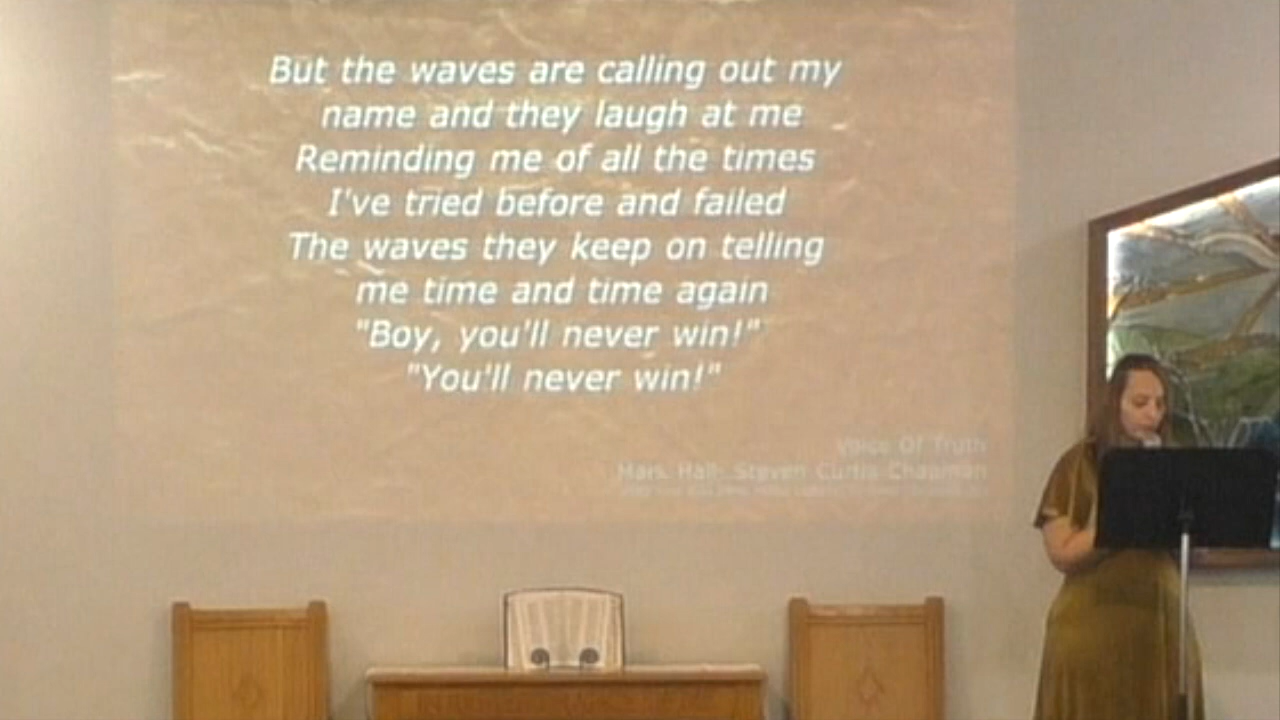 But the waves are calling out my
name and they laugh at me
Reminding me of all the times
I've tried before and failed
The waves they keep on telling
me time and time again
"Boy, you'll never win!"
"You'll never win!"
Voice Of Truth
Mark Hall; Steven Curtis Chapman